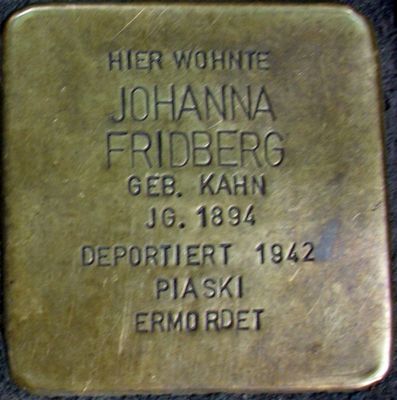 HIER WOHNTE
JOHANNA
FRIDBERG
GEB. KAHN
JG. 1894
DEPORTIERT 1942
PIASKI
ERMORDET